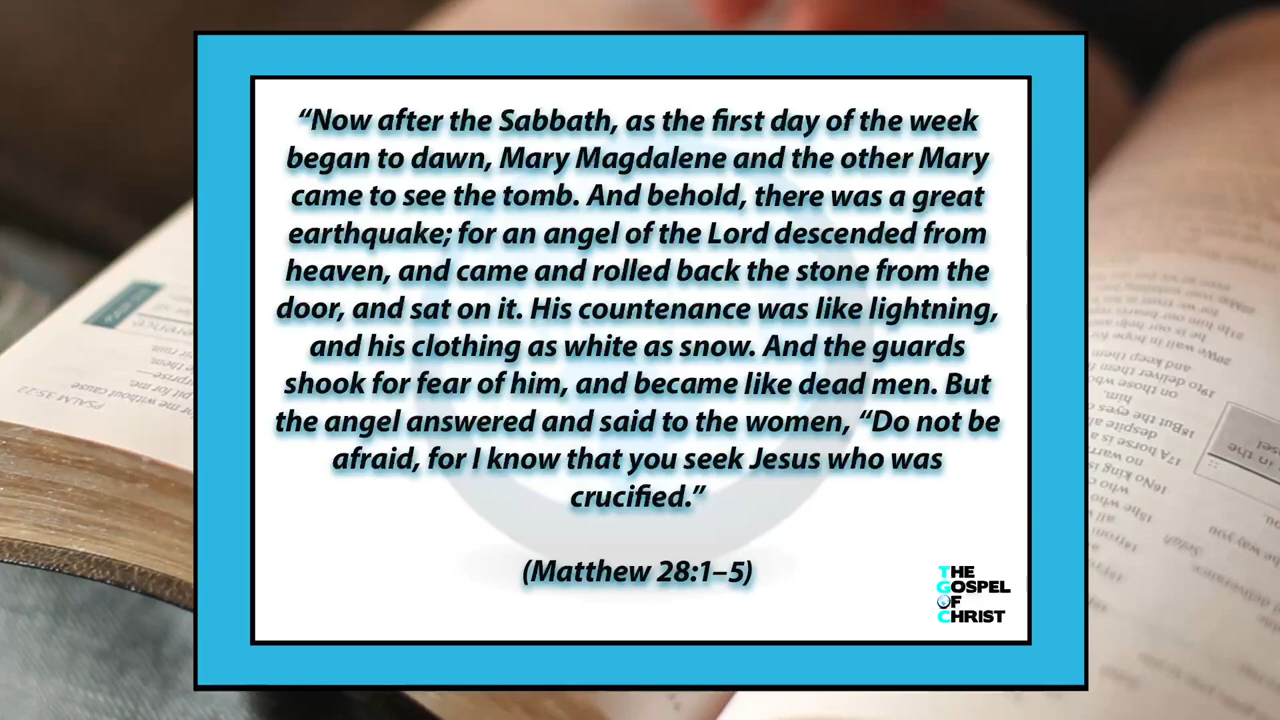 “Now after the Sabbath, as the first day of the week
began to dawn, Mary Magdalene and the other Mary
came to see the tomb. And behold, there was a great
earthquake; for an angel of the Lord descended from
heaven, and came and rolled back the stone from the
door, and sat on it. His countenance was like lightning,
and his clothing as white as snow. And the guards
shook for fear of him, and became like dead men. But
the angel answered and said to the women, “Do not be
afraid, for I know that you seek Jesus who was
crucified.”
(Matthew 28:1–5)
THE
GOSPEL
OF
CHRIST
PSALM 35:22